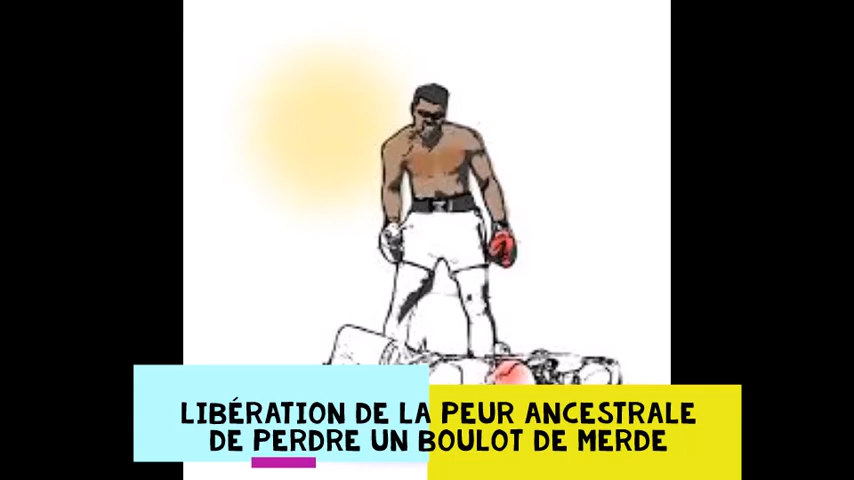 LIBÉRATION DE LA PEUR ANCESTRALE
DE PERDRE UN BOULOT DE MERDE